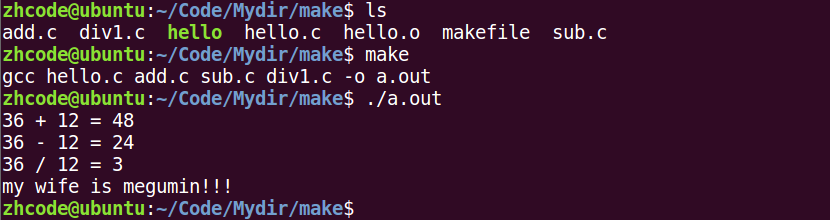 zhcode@ubuntu:~/Code/Mydir/make$ ls
add.c  div1.c  hello  hello.c  hello.o  makefile  sub.c
zhcode@ubuntu:~/Code/Mydir/make$ make
gcc hello.c add.c sub.c div1.c -o a.out
zhcode@ubuntu:~/Code/Mydir/make$ ./a.out
36 + 12 = 48
36 - 12 = 24
36 / 12 = 3
my wife is megumin!!!
zhcode@ubuntu:~/Code/Mydir/make$